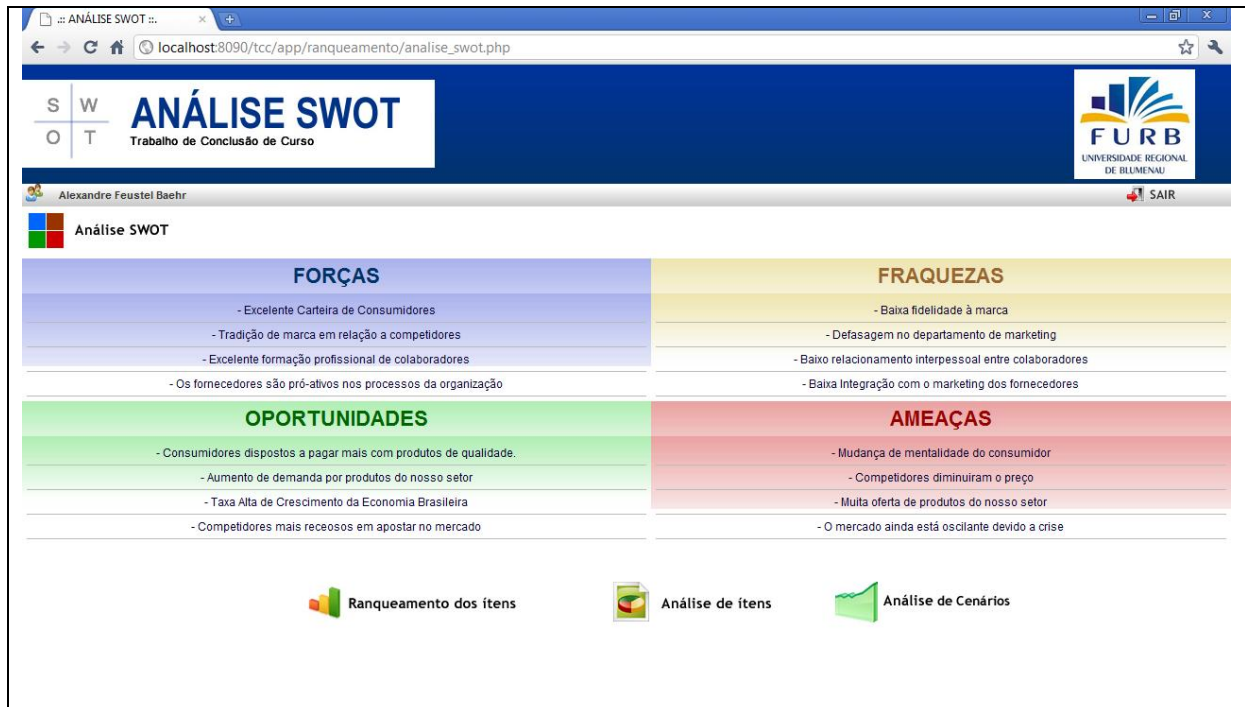 .:: ANÁLISE SWOT ::.
localhost:8090/tcc/app/ranqueamento/analise_swot.php
S W
O T
ANÁLISE SWOT
Trabalho de Conclusão de Curso
FURB
UNIVERSIDADE REGIONAL
DE BLUMENAU
Alexandre Feustel Baehr
SAIR
Análise SWOT
FORÇAS
- Excelente Carteira de Consumidores
- Tradição de marca em relação a competidores
- Excelente formação profissional de colaboradores
- Os fornecedores são pró-ativos nos processos da organização
FRAQUEZAS
- Baixa fidelidade à marca
- Defasagem no departamento de marketing
- Baixo relacionamento interpessoal entre colaboradores
- Baixa Integração com o marketing dos fornecedores
OPORTUNIDADES
- Consumidores dispostos a pagar mais com produtos de qualidade.
- Aumento de demanda por produtos do nosso setor
- Taxa Alta de Crescimento da Economia Brasileira
- Competidores mais receosos em apostar no mercado
AMEAÇAS
- Mudança de mentalidade do consumidor
- Competidores diminuiram o preço
- Muita oferta de produtos do nosso setor
- O mercado ainda está oscilante devido a crise
Ranqueamento dos ítens
Análise de ítens
Análise de Cenários